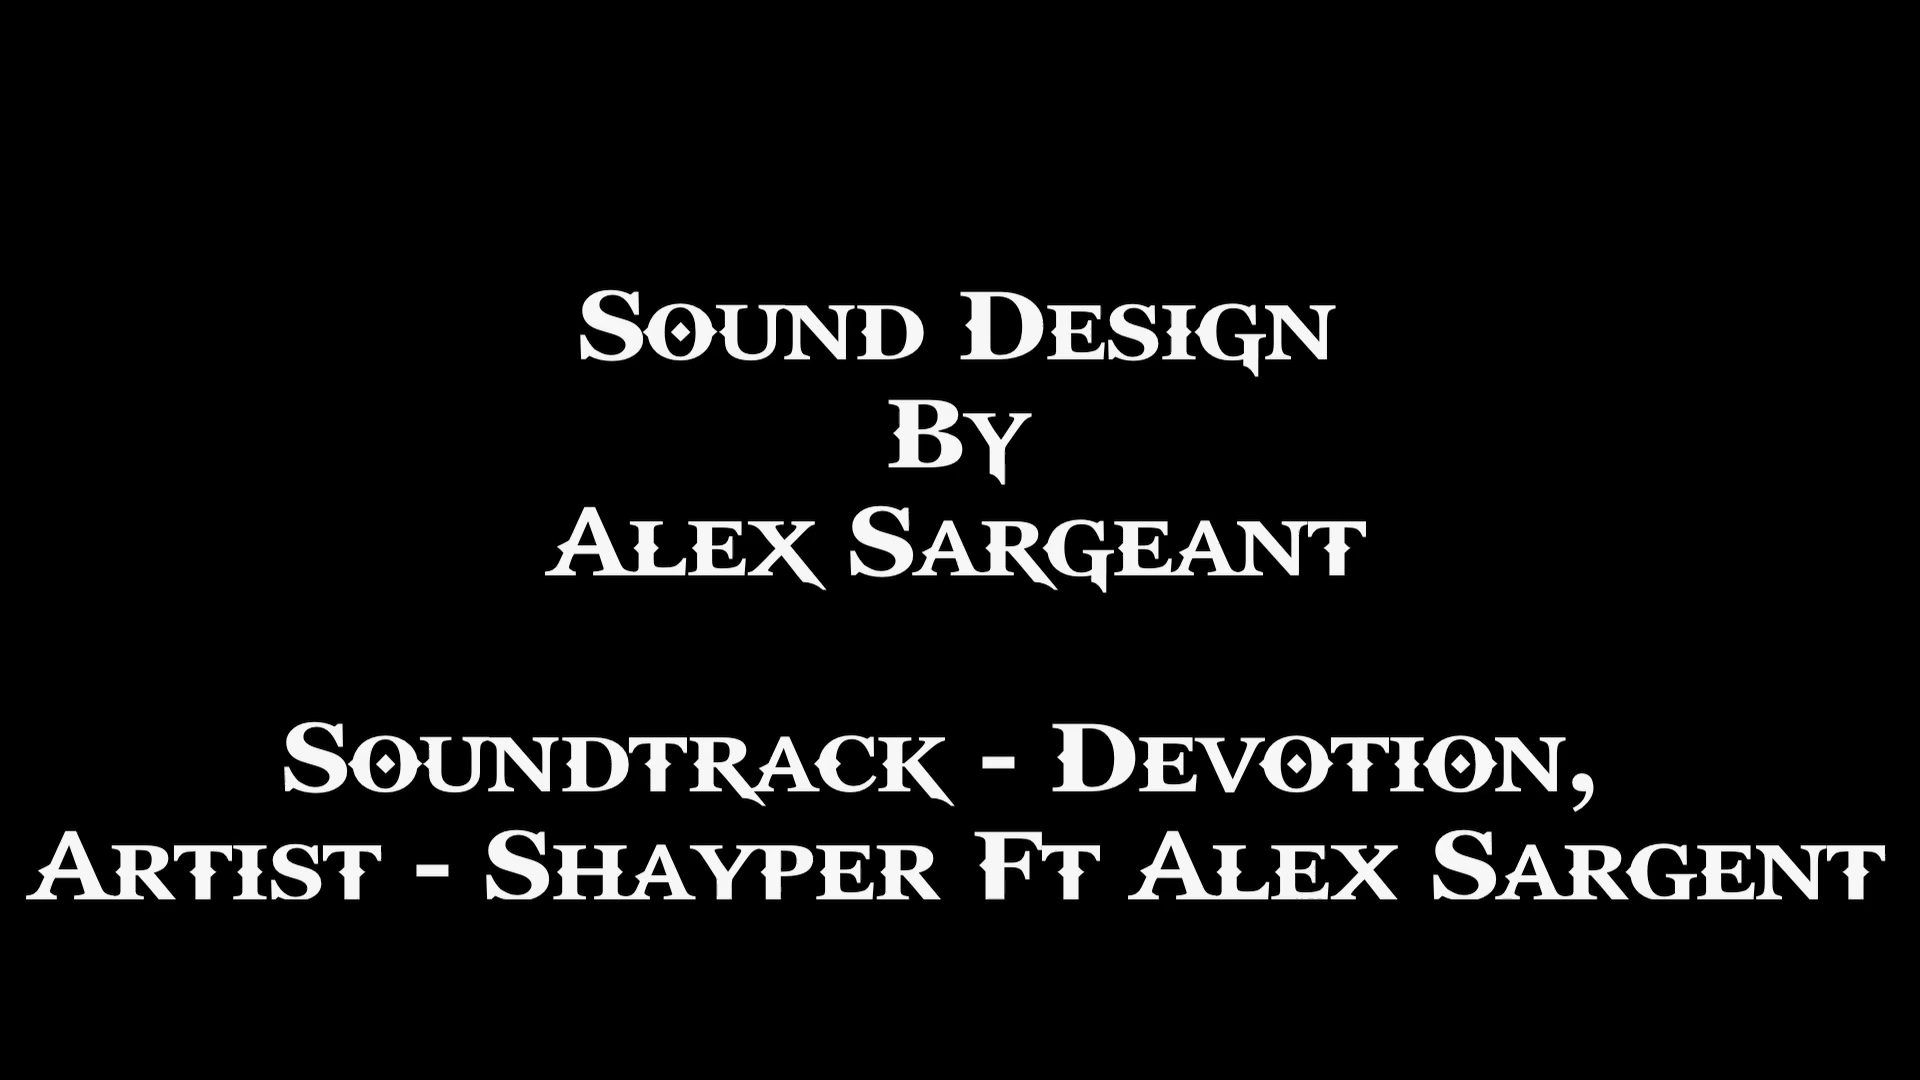 Sound Design
By
Alex Sargeant
Soundtrack - Devotion,
Artist - Shayper Ft Alex Sargent